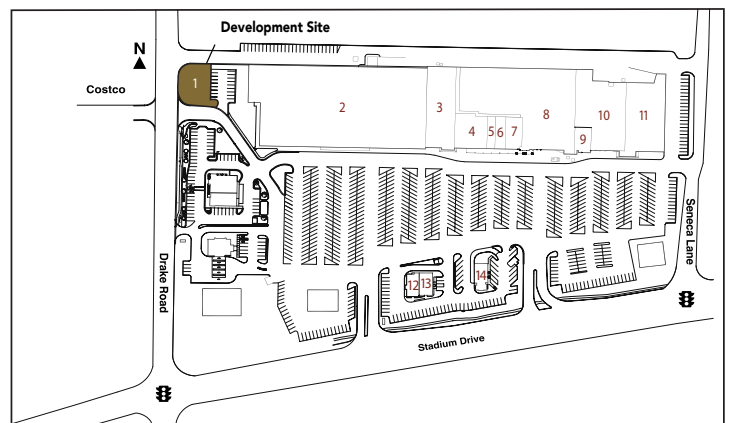 Development Site
N
Costco
1
2
3
4
5
6
7
8
9
10
11
12
13
14
Drake Road
Seneca Lane
Stadium Drive